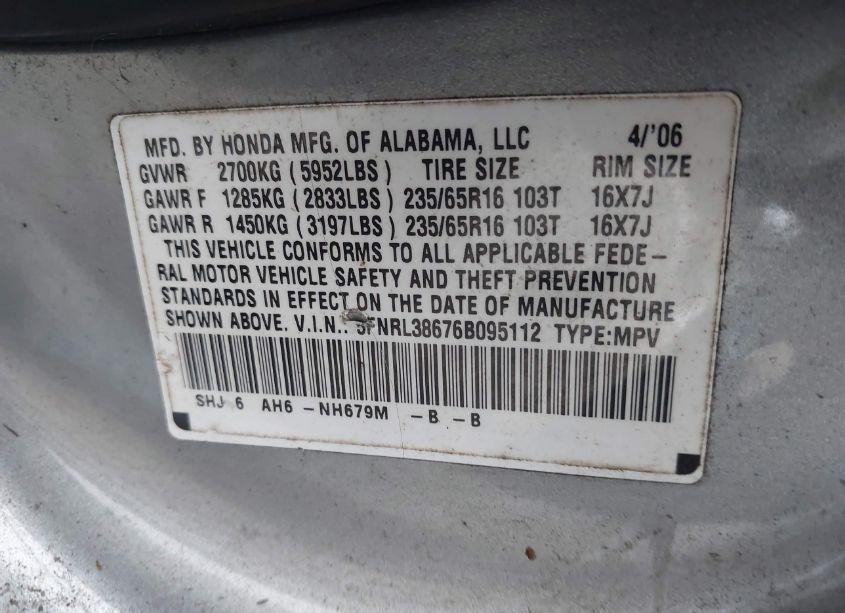 MFD. BY HONDA MFG. OF ALABAMA, LLC 4/'06
GVWR 2700KG (5952LBS) TIRE SIZE RIM SIZE
GAWR F 1285KG (2833LBS) 235/65R16 103T 16X7J
GAWR R 1450KG (3197LBS) 235/65R16 103T 16X7J
THIS VEHICLE CONFORMS TO ALL APPLICABLE FEDE-
RAL MOTOR VEHICLE SAFETY AND THEFT PREVENTION
STANDARDS IN EFFECT ON THE DATE OF MANUFACTURE
SHOWN ABOVE. V.I.N.: 5FNRL38676B095112 TYPE:MPV
SHJ 6 AH6 -NH679M -B -B